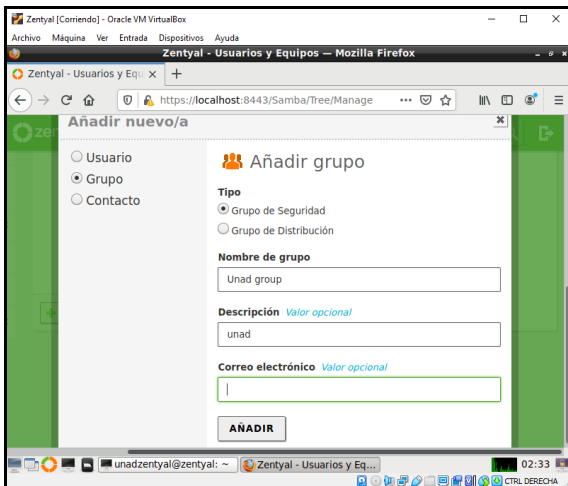 Zentyal [Corriendo] - Oracle VM VirtualBox
Archivo Máquina Ver Entrada Dispositivos Ayuda
Zentyal - Usuarios y Equipos — Mozilla Firefox
Zentyal - Usuarios y Equ
https://localhost:8443/Samba/Tree/Manage
zen
Añadir nuevo/a
Usuario
Grupo
Contacto
Añadir grupo
Tipo
Grupo de Seguridad
Grupo de Distribución
Nombre de grupo
Unad group
Descripción Valor opcional
unad
Correo electrónico Valor opcional
AÑADIR
unadzentyal@zentyal: ~
Zentyal - Usuarios y Eq...
02:33
CTRL DERECHA